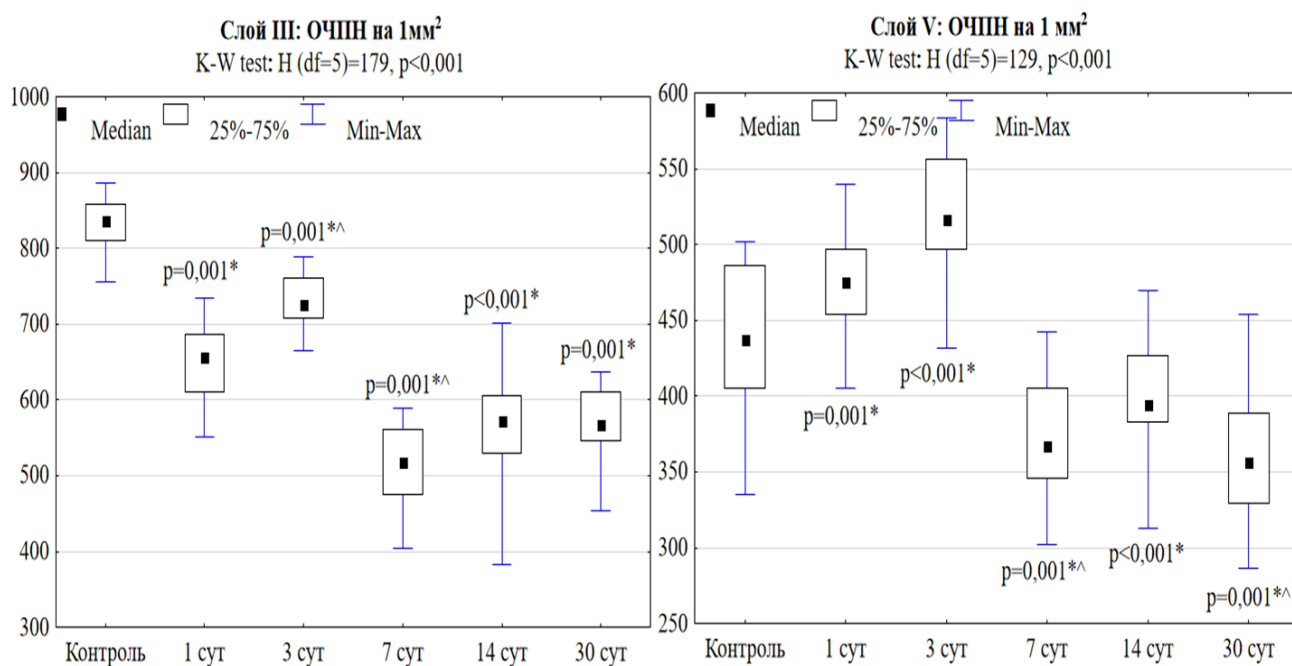 Слой III: ОЧПН на 1мм²
K-W test: H (df=5)=179, p<0,001
1000
900
800
700
600
500
400
300
Median
25%-75%
Min-Max
p=0,001*
p=0,001*^
p=0,001*^
p<0,001*
p=0,001*
Контроль 1 сут 3 сут 7 сут 14 сут 30 сут
Слой V: ОЧПН на 1 мм²
K-W test: H (df=5)=129, p<0,001
600
550
500
450
400
350
300
250
Median
25%-75%
Min-Max
p=0,001*
p<0,001*
p=0,001*^
p<0,001*
p=0,001*^
Контроль 1 сут 3 сут 7 сут 14 сут 30 сут